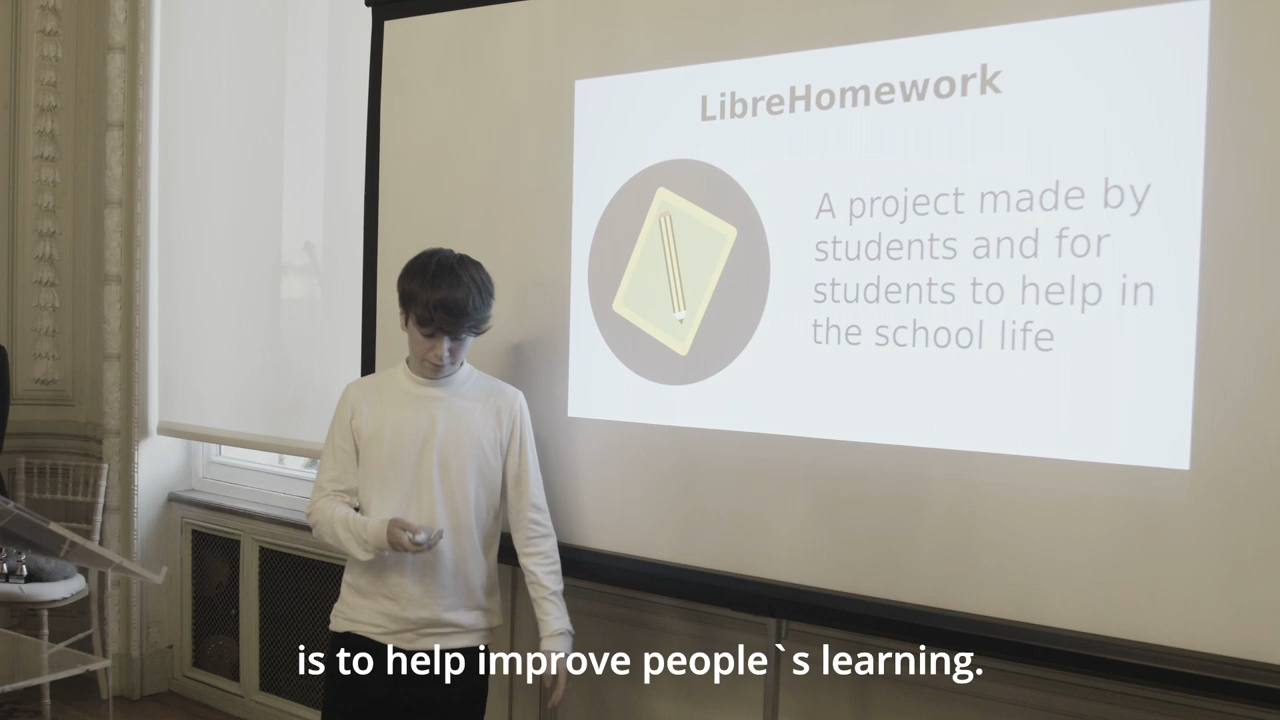 LibreHomework
A project made by
students and for
students to help in
the school life
is to help improve people`s learning.